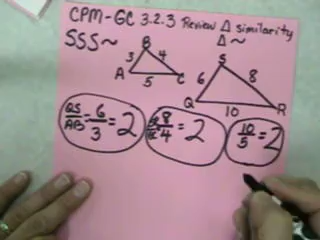 CPM-GC 3.2.3 Review Δ similarity
SSS~ Δ~
B
3 4
A 5 C
S
6 8
Q 10 R
QS/AB = 6/3 = 2
8/4 = 2
10/5 = 2